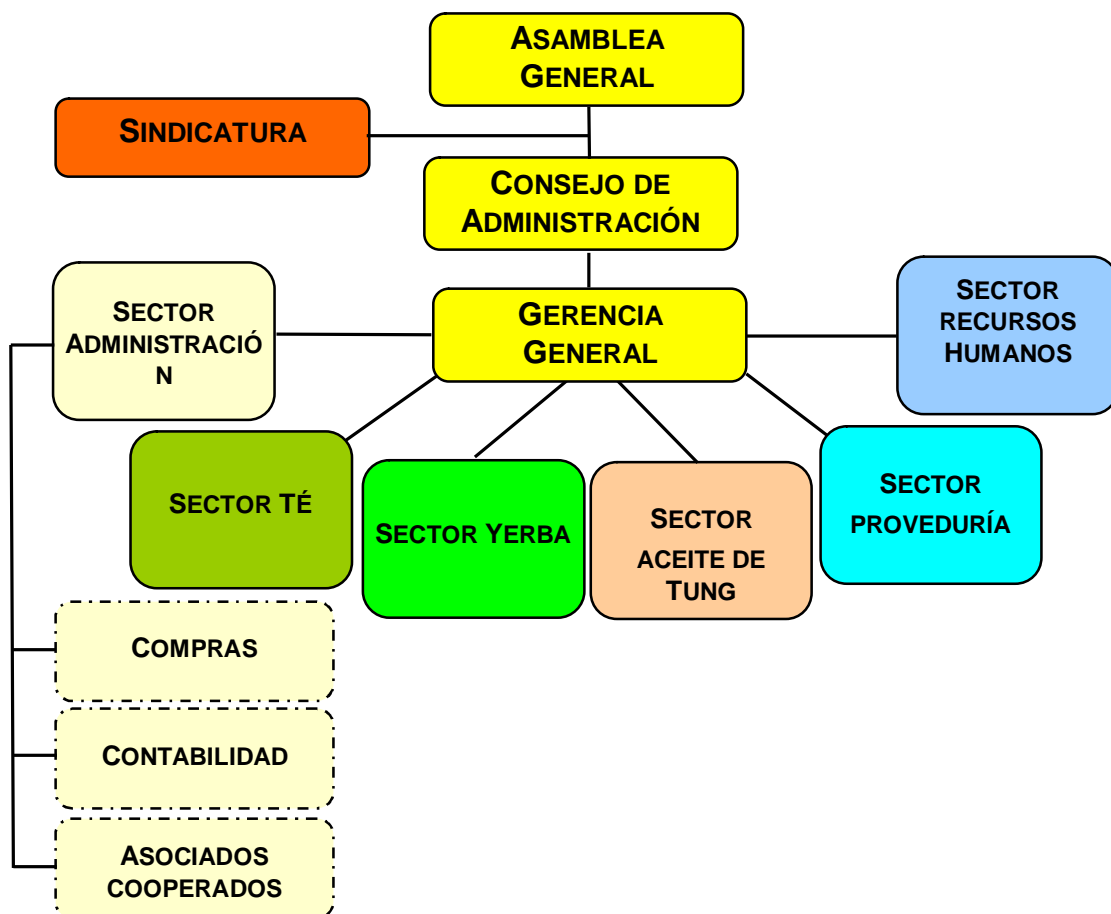 ASAMBLEA
GENERAL
SINDICATURA
CONSEJO DE
ADMINISTRACIÓN
SECTOR
ADMINISTRACIÓ
N
GERENCIA
GENERAL
SECTOR
RECURSOS
HUMANOS
SECTOR TÉ
SECTOR YERBA
SECTOR
ACEITE DE
TUNG
SECTOR
PROVEDURÍA
COMPRAS
CONTABILIDAD
ASOCIADOS
COOPERADOS